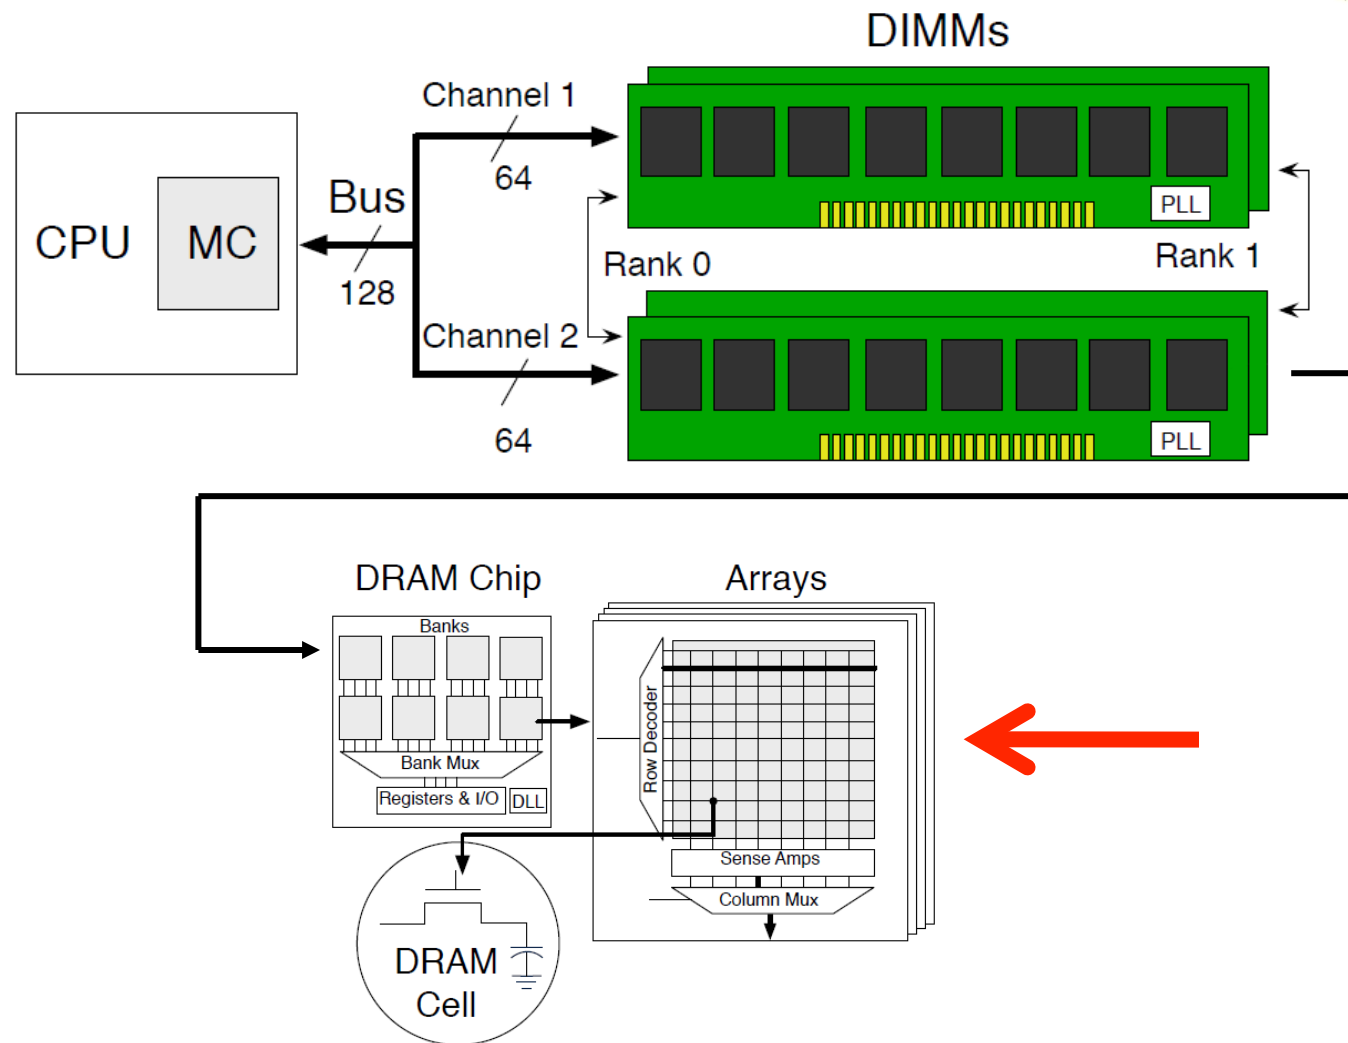 DIMMs
Channel 1
64
Bus
CPU
MC
128
PLL
Rank 0
Rank 1
Channel 2
64
PLL
DRAM Chip
Arrays
Banks
Row Decoder
Bank Mux
Registers & I/O
DLL
Sense Amps
Column Mux
DRAM
Cell